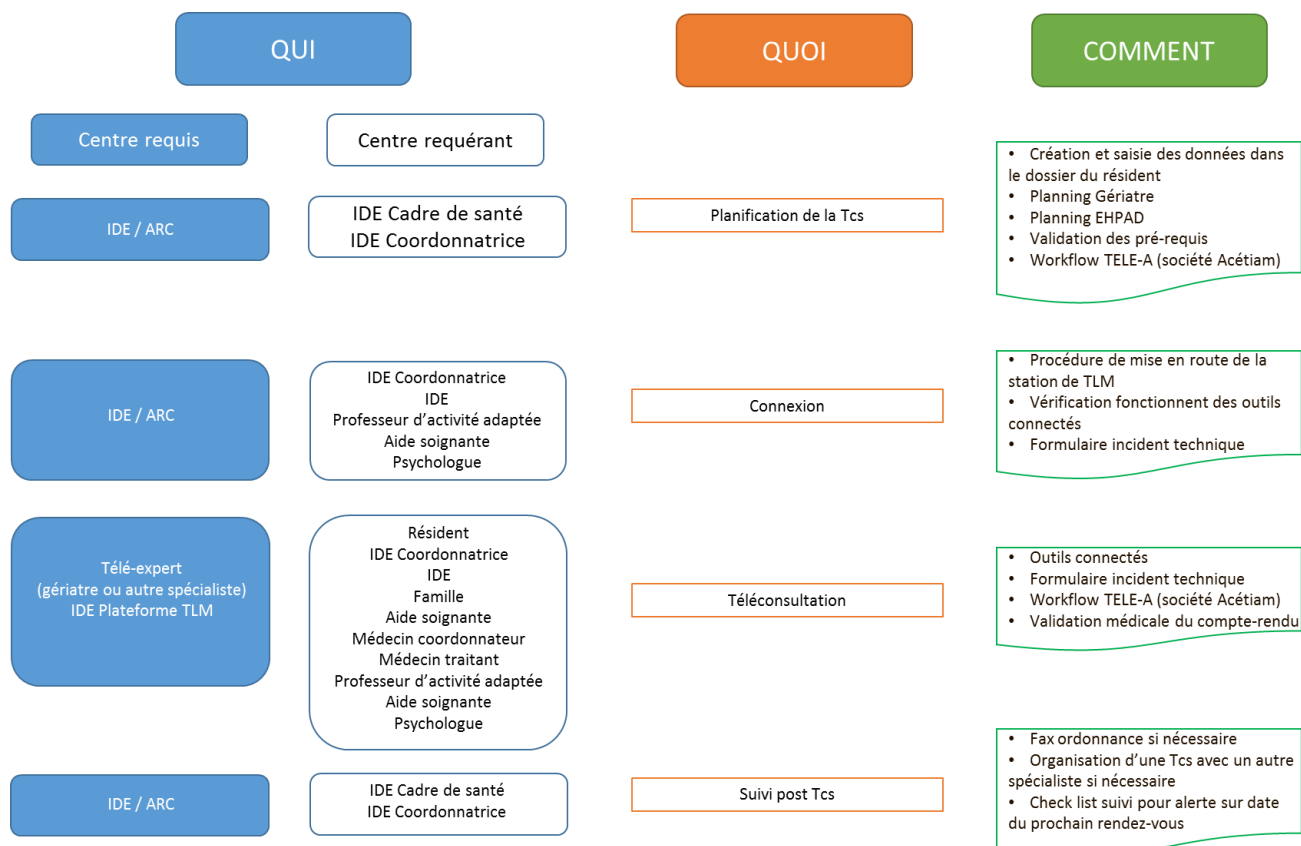 QUI
QUOI
COMMENT
Centre requis
Centre requérant
IDE / ARC
IDE Cadre de santé
IDE Coordonnatrice
Planification de la Tcs
• Création et saisie des données dans
le dossier du résident
• Planning Gériatre
• Planning EHPAD
• Validation des pré-requis
• Workflow TELE-A (société Acétiam)
IDE / ARC
IDE Coordonnatrice
IDE
Professeur d’activité adaptée
Aide soignante
Psychologue
Connexion
• Procédure de mise en route de la
station de TLM
• Vérification fonctionnent des outils
connectés
• Formulaire incident technique
Télé-expert
(gériatre ou autre spécialiste)
IDE Plateforme TLM
Résident
IDE Coordonnatrice
IDE
Famille
Aide soignante
Médecin coordonnateur
Médecin traitant
Professeur d’activité adaptée
Aide soignante
Psychologue
Téléconsultation
• Outils connectés
• Formulaire incident technique
• Workflow TELE-A (société Acétiam)
• Validation médicale du compte-rendu
IDE / ARC
IDE Cadre de santé
IDE Coordonnatrice
Suivi post Tcs
• Fax ordonnance si nécessaire
• Organisation d’une Tcs avec un autre
spécialiste si nécessaire
• Check list suivi pour alerte sur date
du prochain rendez-vous